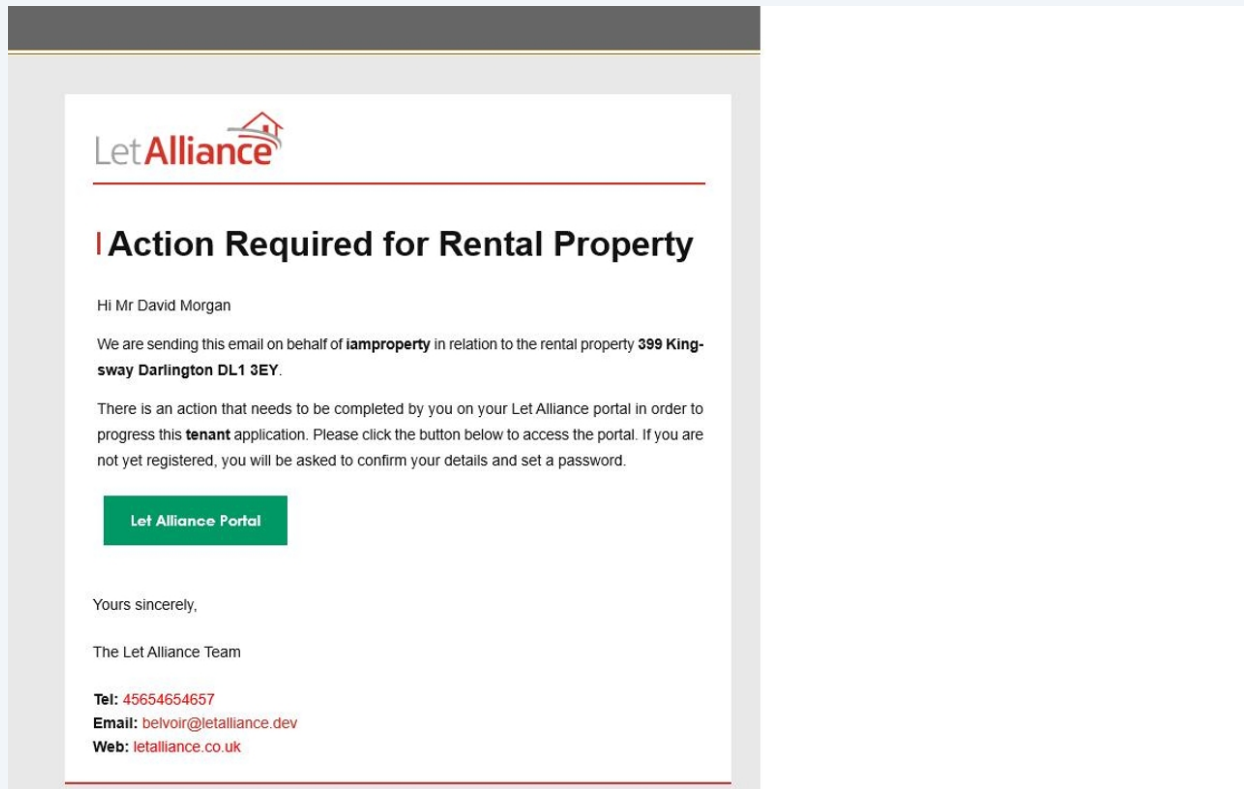 LetAlliance
Action Required for Rental Property
Hi Mr David Morgan
We are sending this email on behalf of iamproperty in relation to the rental property 399 King-
sway Darlington DL1 3EY.
There is an action that needs to be completed by you on your Let Alliance portal in order to
progress this tenant application. Please click the button below to access the portal. If you are
not yet registered, you will be asked to confirm your details and set a password.
Let Alliance Portal
Yours sincerely,
The Let Alliance Team
Tel: 45654654657
Email: belvoir@letalliance.dev
Web: letalliance.co.uk